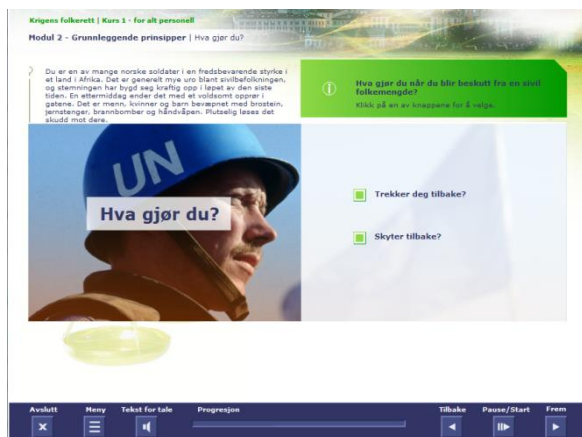 Krigens folkerett | Kurs 1 - for alt personell
Modul 2 - Grunnleggende prinsipper | Hva gjør du?
Du er en av mange norske soldater i en fredsbevarende styrke i
et land i Afrika. Det er generelt mye uro blant sivilbefolkningen,
og stemningen har bygd seg kraftig opp i løpet av den siste
tiden. En ettermiddag ender det med et voldsomt opprør i
gatene. Det er menn, kvinner og barn bevæpnet med brostein,
jernstenger, brannbomber og håndvåpen. Plutselig løses det
skudd mot dere.
Hva gjør du når du blir beskutt fra en sivil
folkemengde?
Klikk på en av knappene for å velge.
UN
Hva gjør du?
Trekker deg tilbake?
Skyter tilbake?
Avslutt
Meny
Tekst for tale
Progresjon
Tilbake
Pause/Start
Frem